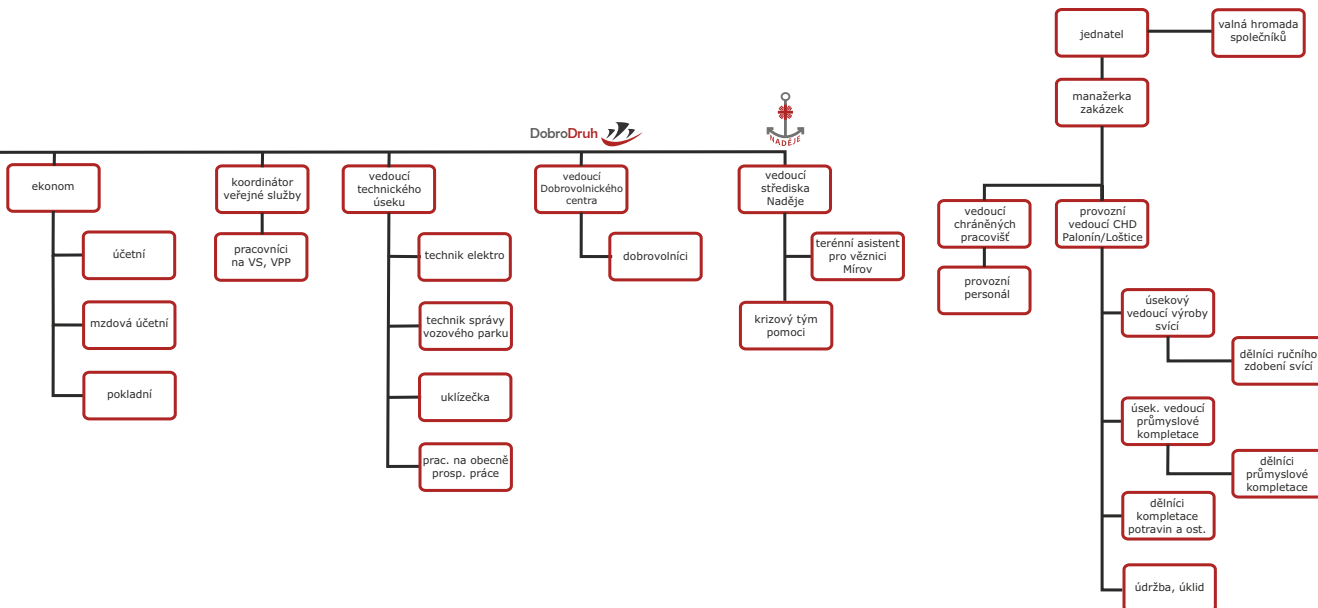 jednatel
valná hromada
společníků
manažerka
zakázek
DobroDruh
NADĚJE
ekonom
účetní
mzdová účetní
pokladní
koordinátor
veřejné služby
pracovníci
na VS, VPP
vedoucí
technického
úseku
technik elektro
technik správy
vozového parku
uklízečka
prac. na obecně
prosp. práce
vedoucí
Dobrovolnického
centra
dobrovolníci
vedoucí
střediska
Naděje
terénní asistent
pro věznici
Mírov
krizový tým
pomoci
vedoucí
chráněných
pracovišť
provozní
personál
provozní
vedoucí CHD
Palonín/Loštice
úsekový
vedoucí výroby
svící
dělníci ručního
zdobení svící
úsek. vedoucí
průmyslové
kompletace
dělníci
průmyslové
kompletace
dělníci
kompletace
potravin a ost.
údržba, úklid